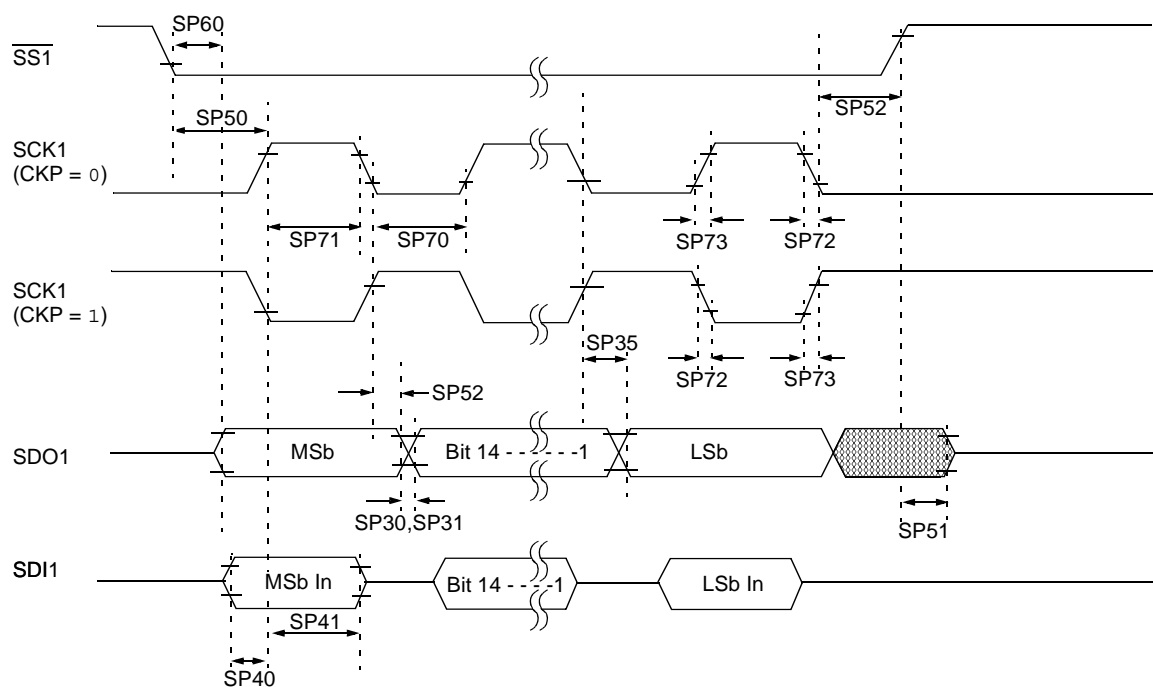 SP60
SS1
SP52
SP50
SCK1
(CKP = 0)
SP71
SP70
SP73
SP72
SCK1
(CKP = 1)
SP35
SP72
SP73
SP52
SDO1
MSb
Bit 14 - - - - - -1
LSb
SP30,SP31
SP51
SDI1
MSb In
Bit 14 - - - -1
LSb In
SP41
SP40